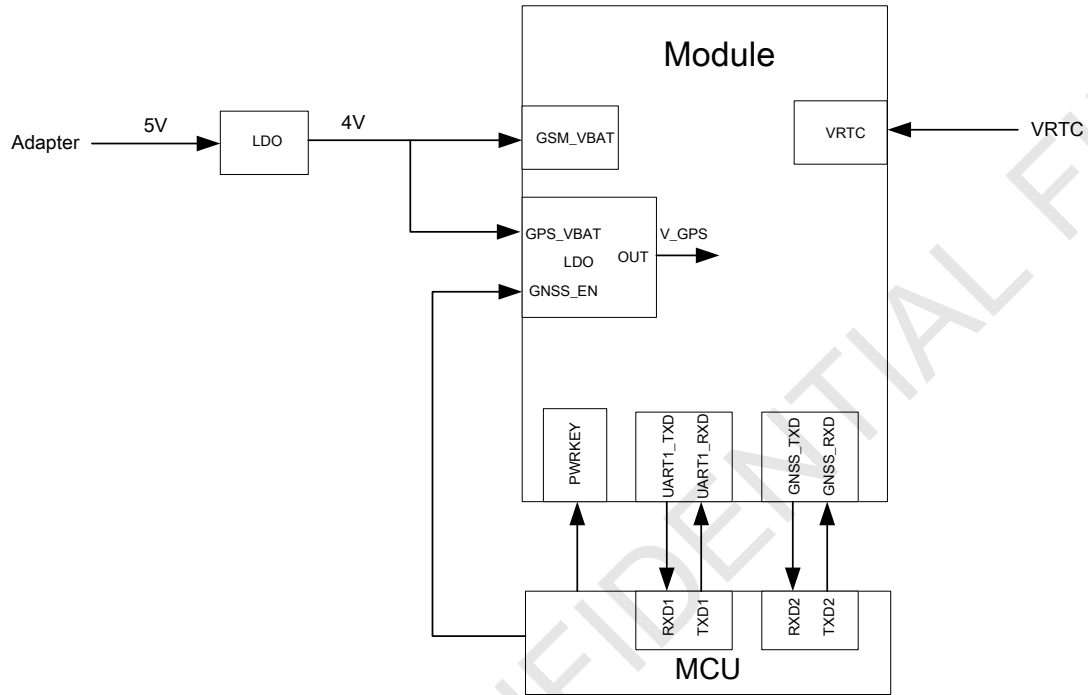 Module
5V
4V
Adapter
LDO
GSM_VBAT
VRTC
VRTC
GPS_VBAT
V_GPS
OUT
LDO
GNSS_EN
PWRKEY
UART1_TXD
UART1_RXD
GNSS_TXD
GNSS_RXD
RXD1
TXD1
RXD2
TXD2
MCU